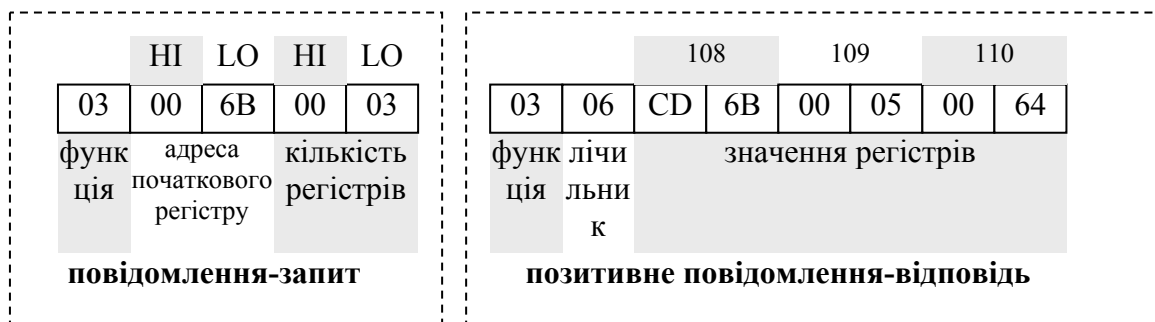 HI LO HI LO
03 00 6B 00 03
функ
ція
адреса
початкового
регістру
кількість
регістрів
повідомлення-запит
108 109 110
03 06 CD 6B 00 05 00 64
функ
ція
лічи
льни
к
значення регістрів
позитивне повідомлення-відповідь